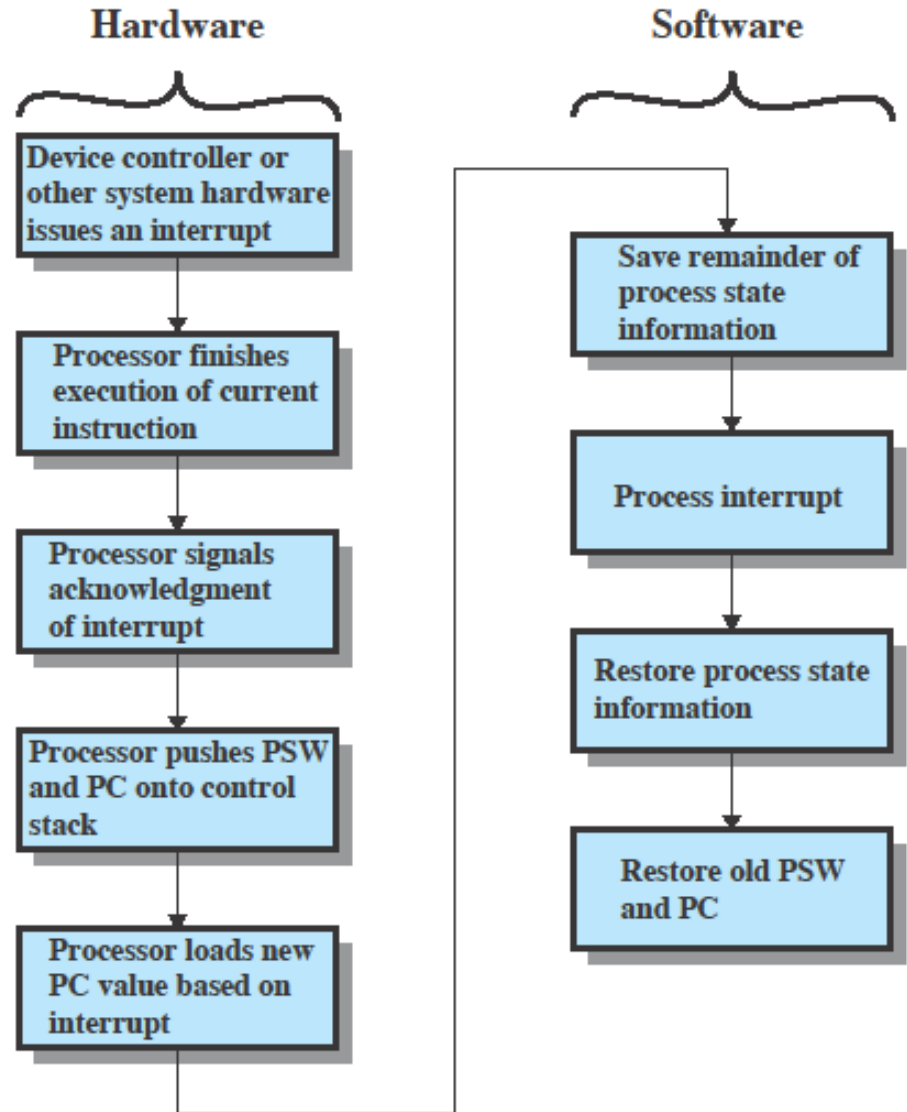 Hardware
Device controller or
other system hardware
issues an interrupt
Processor finishes
execution of current
instruction
Processor signals
acknowledgment
of interrupt
Processor pushes PSW
and PC onto control
stack
Processor loads new
PC value based on
interrupt
Software
Save remainder of
process state
information
Process interrupt
Restore process state
information
Restore old PSW
and PC